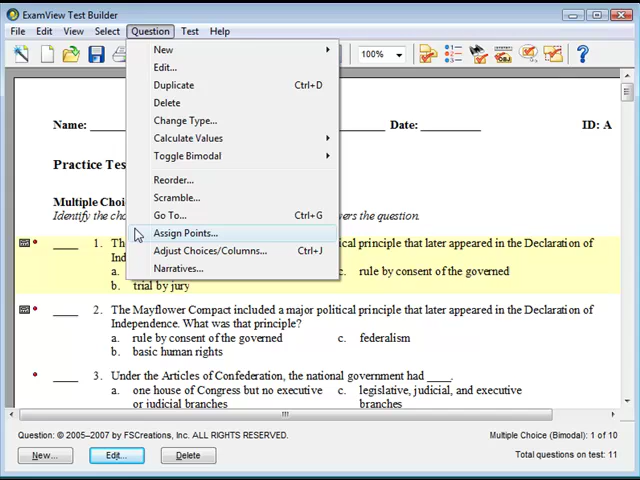 ExamView Test Builder
File Edit View Select Question Test Help
100%
New
Edit...
Duplicate Ctrl+D
Delete
Change Type...
Calculate Values
Toggle Bimodal
Reorder...
Scramble...
Go To... Ctrl+G
Assign Points...
Adjust Choices/Columns... Ctrl+J
Narratives...
Name: Date: ID: A
Practice Tes
Multiple Choi
Identify the cho vers the question.
1. The ical principle that later appeared in the Declaration of
Inde
a. c. rule by consent of the governed
b. trial by jury
2. The Mayflower Compact included a major political principle that later appeared in the Declaration of
Independence. What was that principle?
a. rule by consent of the governed c. federalism
b. basic human rights
3. Under the Articles of Confederation, the national government had ____.
a. one house of Congress but no executive c. legislative, judicial, and executive
or judicial branches branches
Question: © 2005–2007 by FSCreations, Inc. ALL RIGHTS RESERVED. Multiple Choice (Bimodal): 1 of 10
New... Edit... Delete Total questions on test: 11